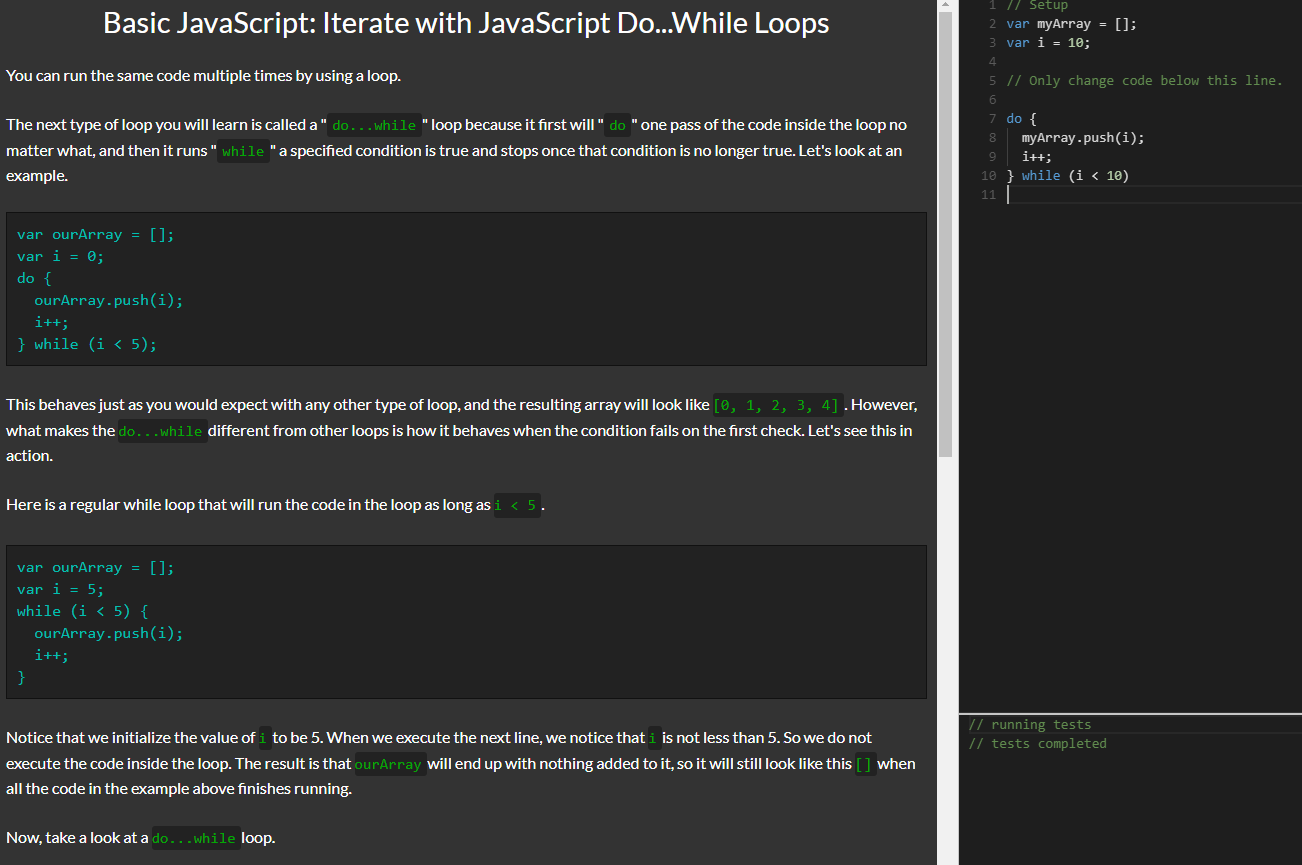 Basic JavaScript: Iterate with JavaScript Do...While Loops
You can run the same code multiple times by using a loop.
The next type of loop you will learn is called a " do...while " loop because it first will " do " one pass of the code inside the loop no
matter what, and then it runs " while " a specified condition is true and stops once that condition is no longer true. Let's look at an
example.
var ourArray = [];
var i = 0;
do {
  ourArray.push(i);
  i++;
} while (i < 5);
This behaves just as you would expect with any other type of loop, and the resulting array will look like [0, 1, 2, 3, 4] . However,
what makes the do...while different from other loops is how it behaves when the condition fails on the first check. Let's see this in
action.
Here is a regular while loop that will run the code in the loop as long as i < 5 .
var ourArray = [];
var i = 5;
while (i < 5) {
  ourArray.push(i);
  i++;
}
Notice that we initialize the value of i to be 5. When we execute the next line, we notice that i is not less than 5. So we do not
execute the code inside the loop. The result is that ourArray will end up with nothing added to it, so it will still look like this [] when
all the code in the example above finishes running.
Now, take a look at a do...while loop.
1 // Setup
2 var myArray = [];
3 var i = 10;
4
5 // Only change code below this line.
6
7 do {
8   myArray.push(i);
9   i++;
10 } while (i < 10)
11
// running tests
// tests completed